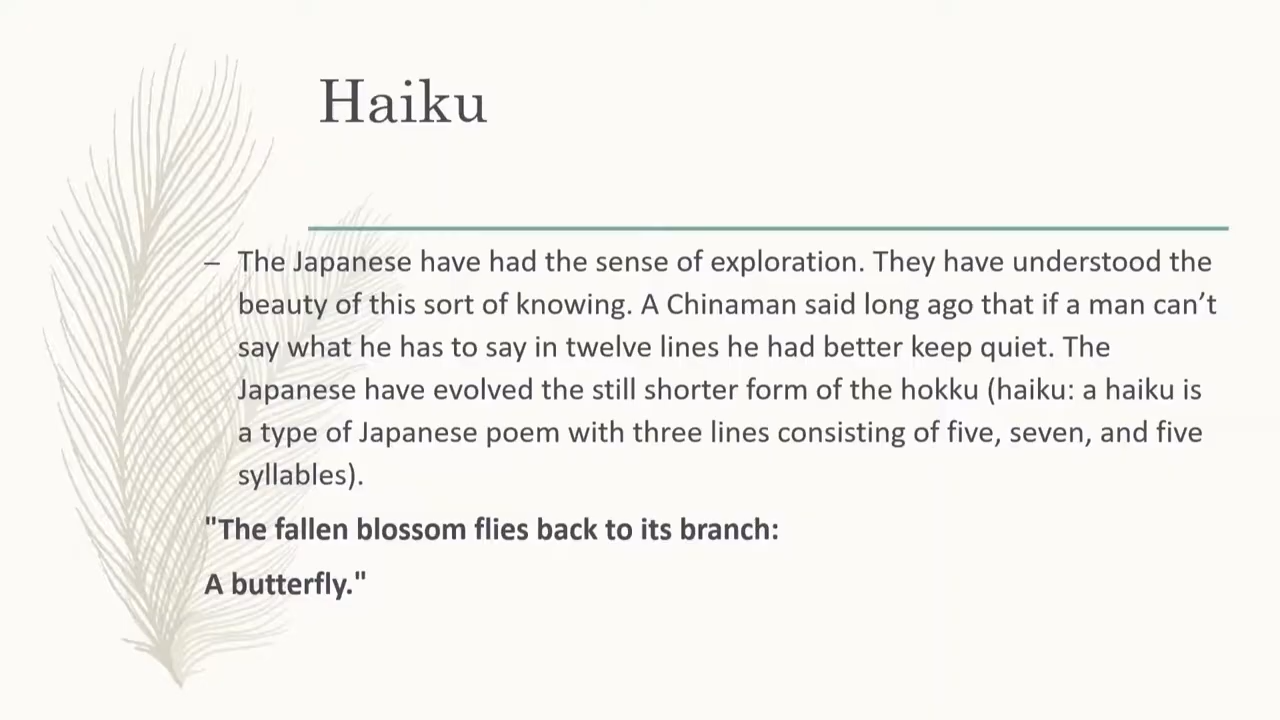 Haiku
– The Japanese have had the sense of exploration. They have understood the
beauty of this sort of knowing. A Chinaman said long ago that if a man can’t
say what he has to say in twelve lines he had better keep quiet. The
Japanese have evolved the still shorter form of the hokku (haiku: a haiku is
a type of Japanese poem with three lines consisting of five, seven, and five
syllables).
"The fallen blossom flies back to its branch:
A butterfly."